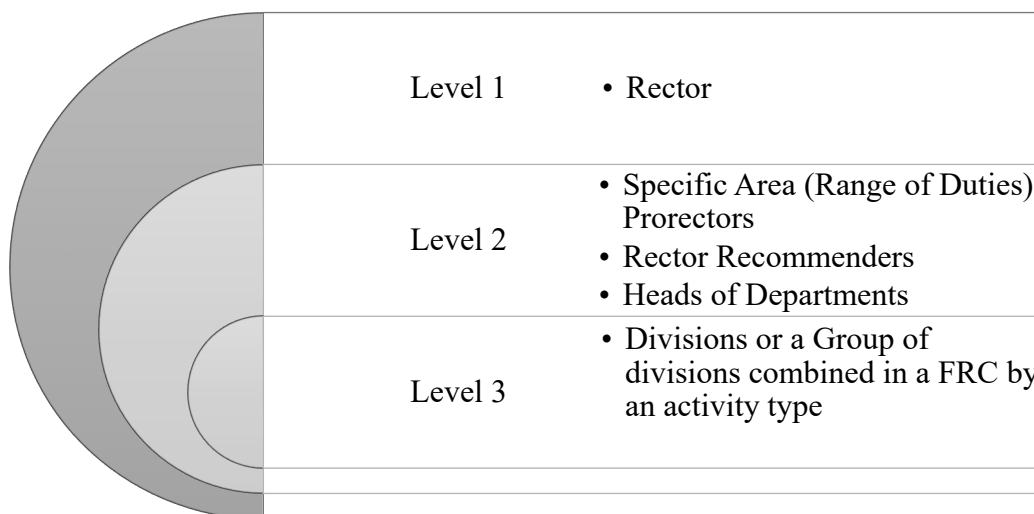 Level 1
• Rector
Level 2
• Specific Area (Range of Duties)
Prorectors
• Rector Recommenders
• Heads of Departments
Level 3
• Divisions or a Group of
divisions combined in a FRC by
an activity type